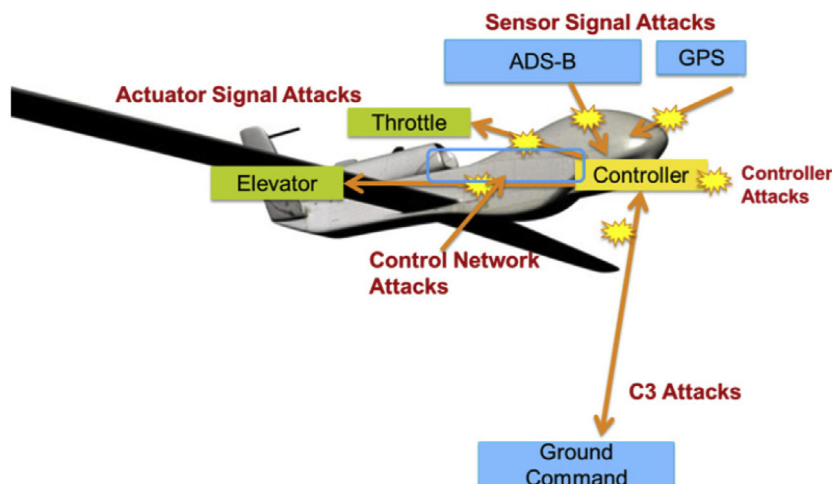 Sensor Signal Attacks
ADS-B
GPS
Actuator Signal Attacks
Throttle
Elevator
Controller
Controller
Attacks
Control Network
Attacks
C3 Attacks
Ground
Command